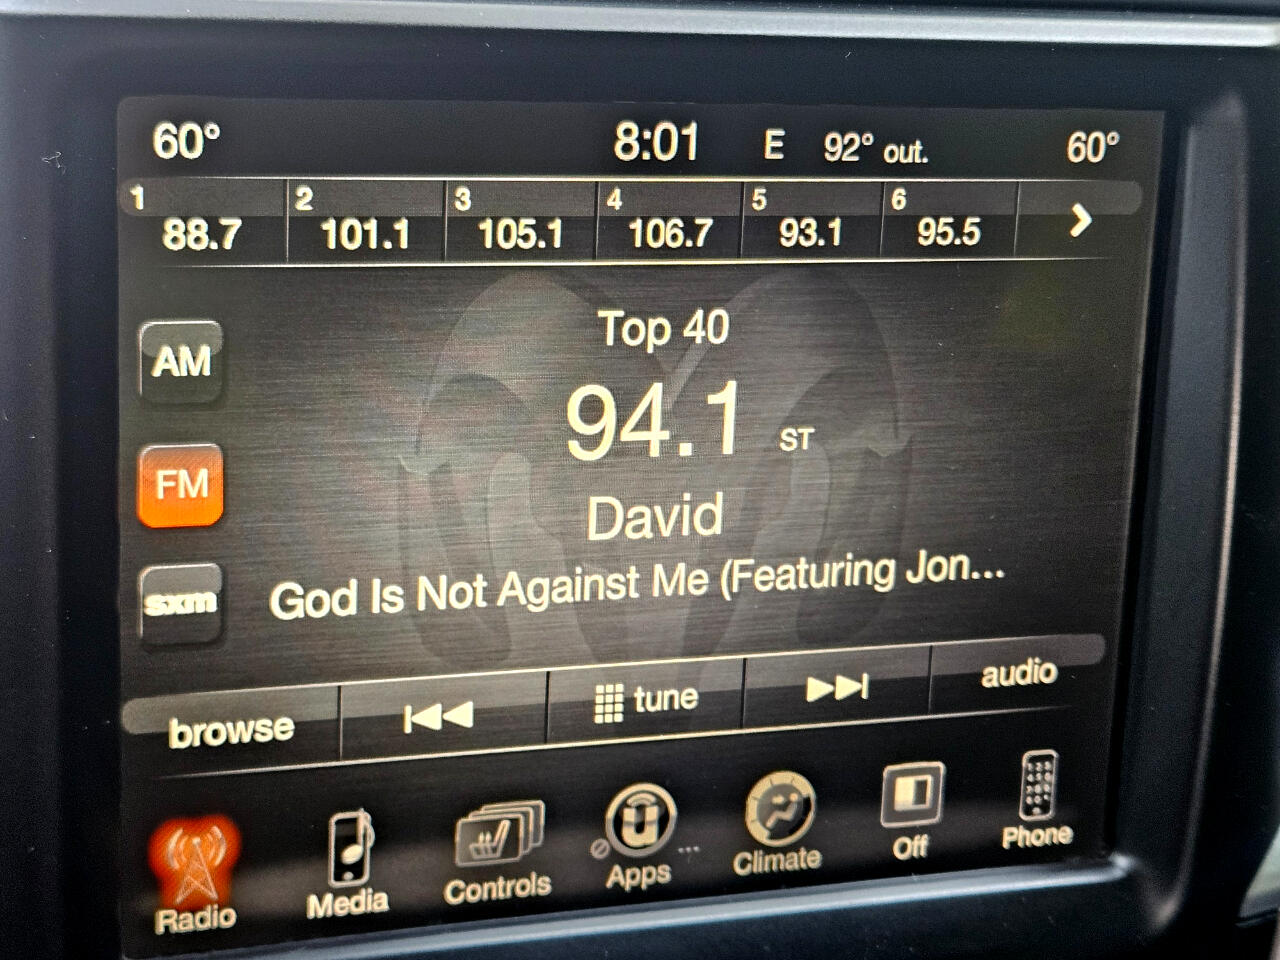 60° 8:01 E 92° out. 60°
1 2 3 4 5 6
88.7 101.1 105.1 106.7 93.1 95.5
Top 40
AM
94.1 ST
FM
David
God Is Not Against Me (Featuring Jon...
sxm
browse tune audio
Radio Media Controls Apps Climate Off Phone